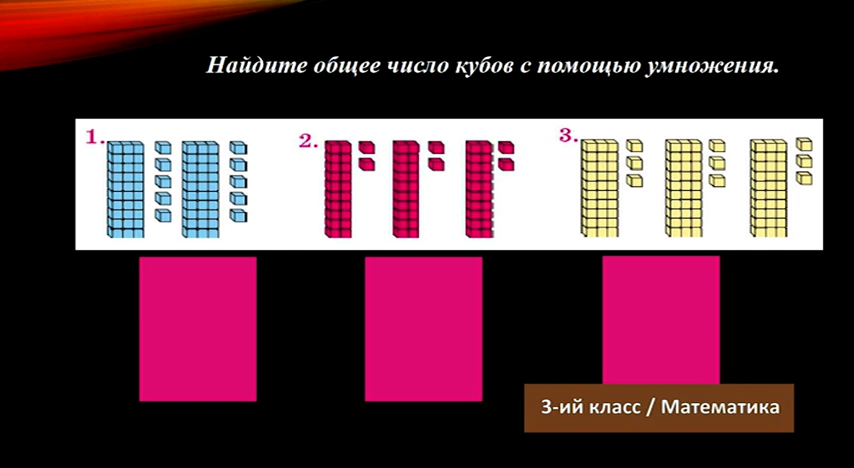 Найдите общее число кубов с помощью умножения.
1.
2.
3.
3-ий класс / Математика